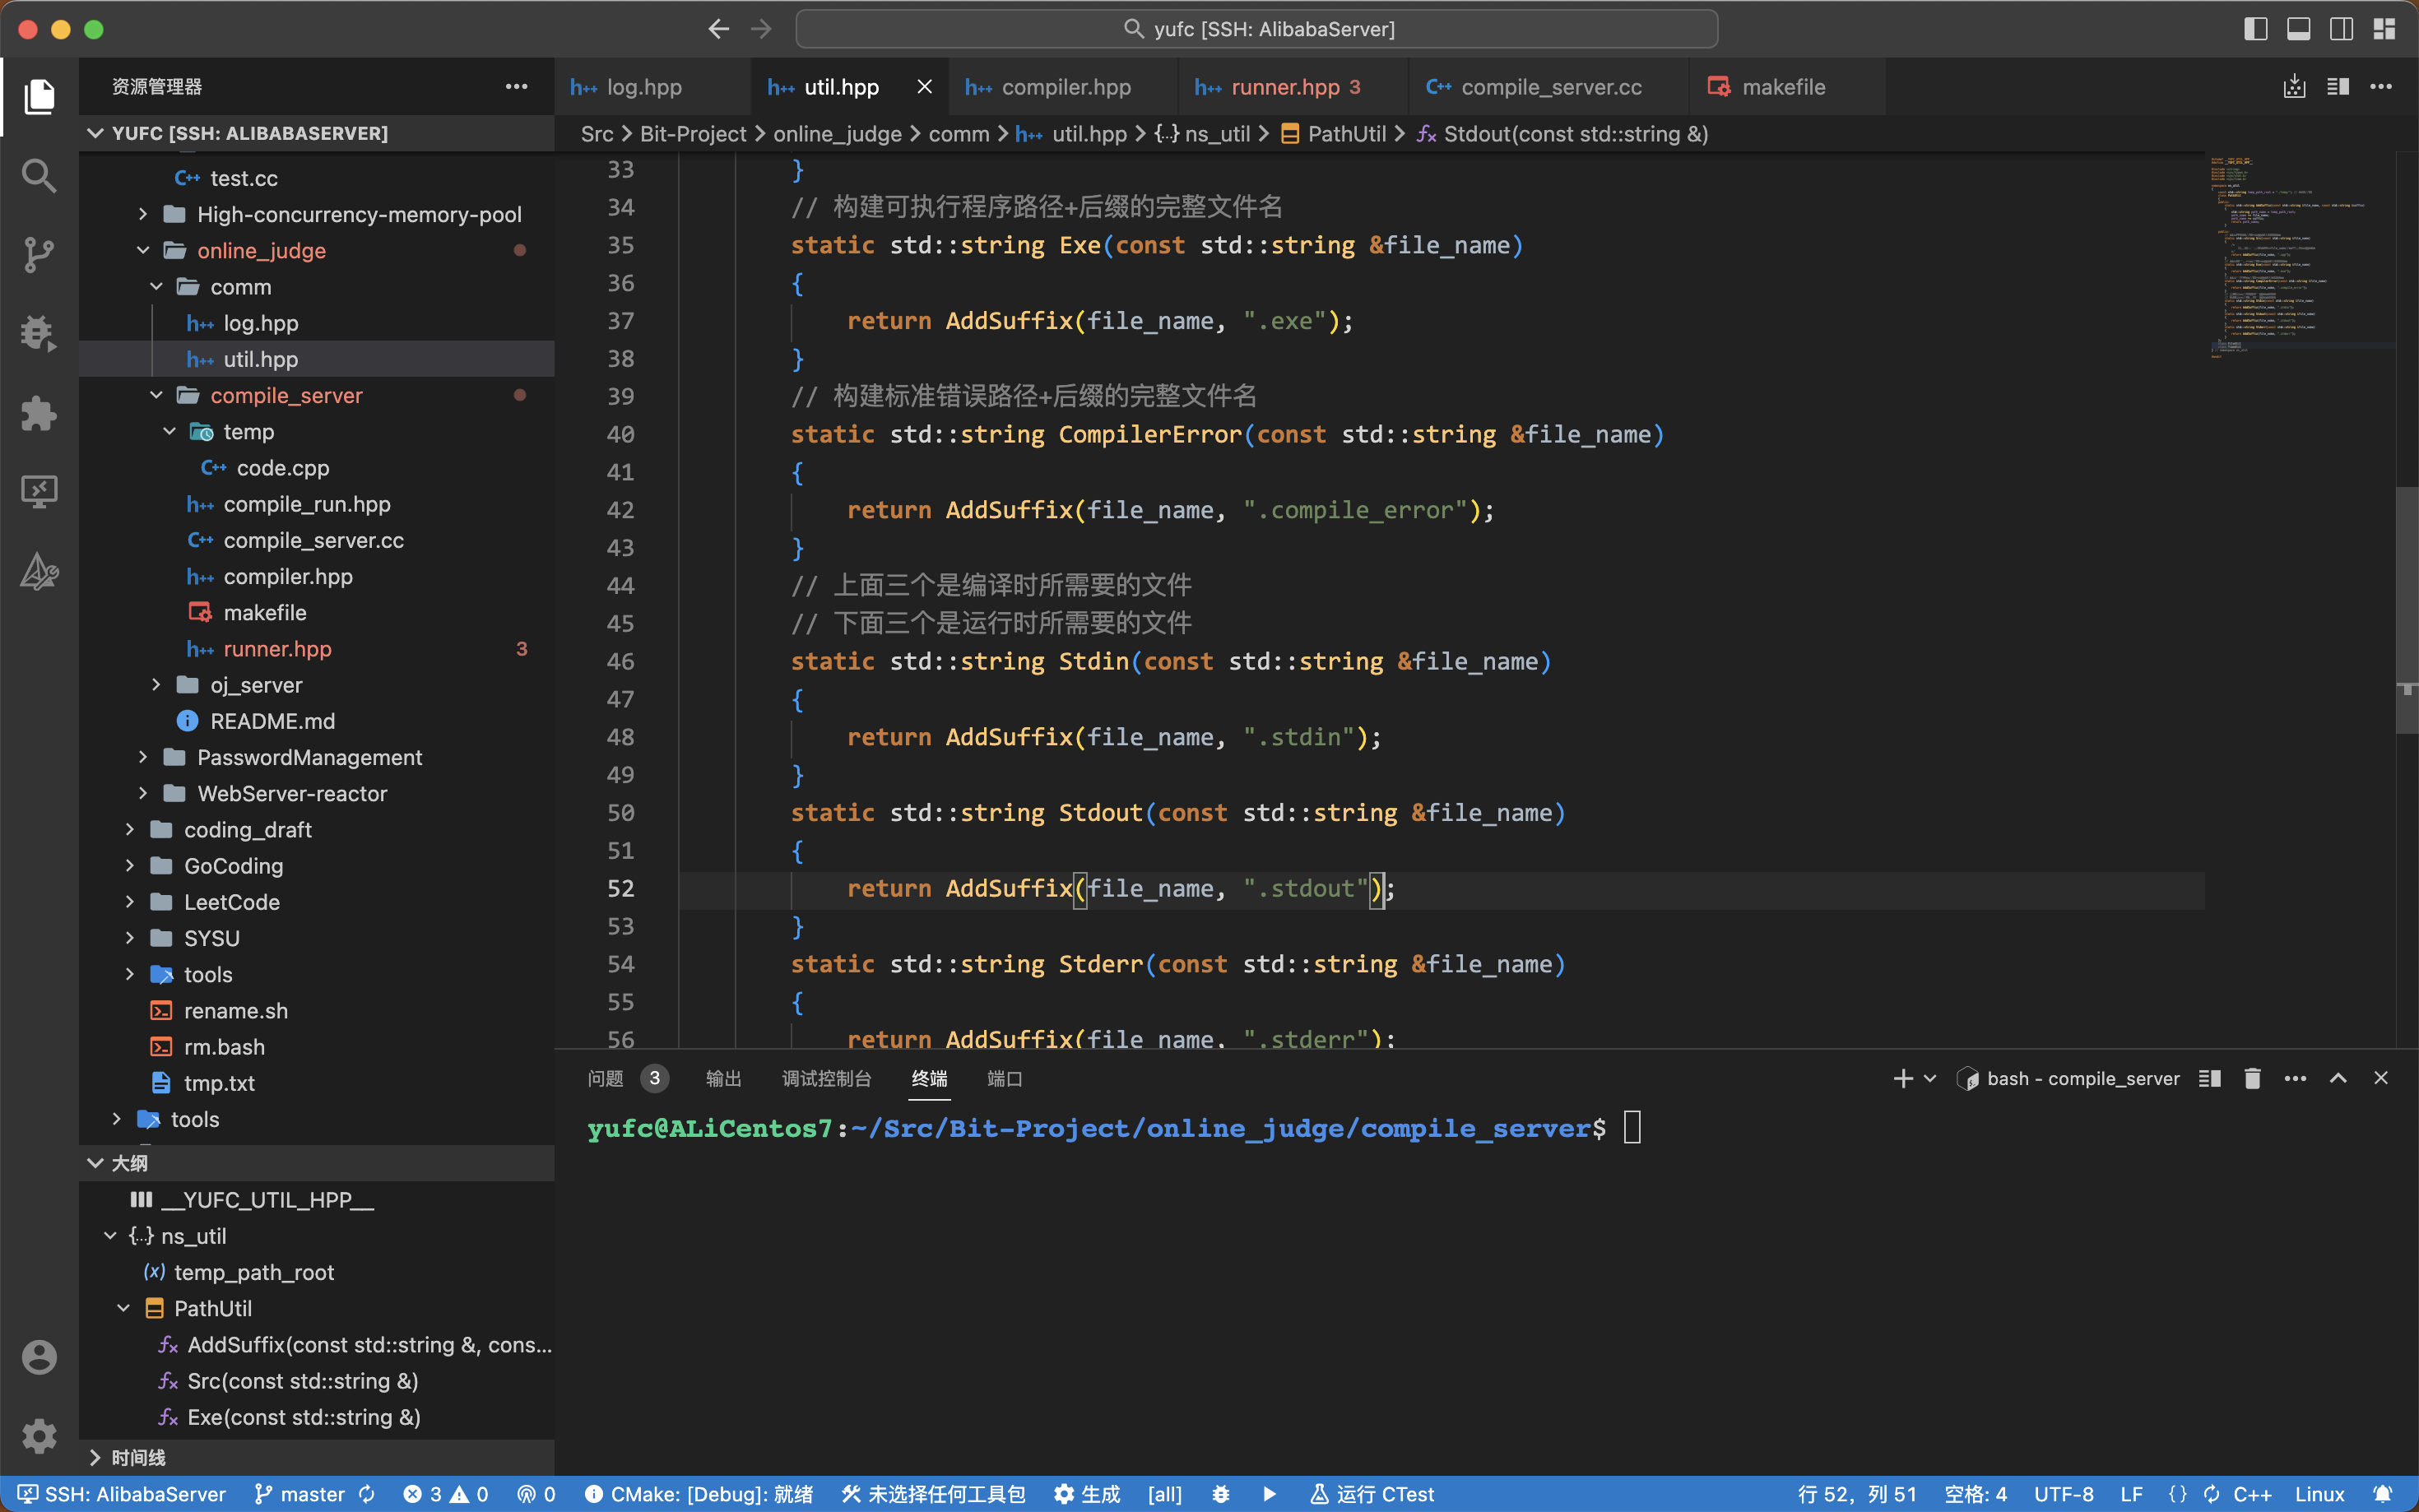 yufc [SSH: AlibabaServer]
资源管理器
log.hpp
util.hpp
compiler.hpp
runner.hpp 3
compile_server.cc
makefile
YUFC [SSH: ALIBABASERVER]
Src > Bit-Project > online_judge > comm > util.hpp > {} ns_util > PathUtil > Stdout(const std::string &)
test.cc
High-concurrency-memory-pool
online_judge
comm
log.hpp
util.hpp
compile_server
temp
code.cpp
compile_run.hpp
compile_server.cc
compiler.hpp
makefile
runner.hpp 3
oj_server
README.md
PasswordManagement
WebServer-reactor
coding_draft
GoCoding
LeetCode
SYSU
tools
rename.sh
rm.bash
tmp.txt
tools
大纲
__YUFC_UTIL_HPP__
{} ns_util
temp_path_root
PathUtil
AddSuffix(const std::string &, cons...
Src(const std::string &)
Exe(const std::string &)
时间线
33 }
34 // 构建可执行程序路径+后缀的完整文件名
35 static std::string Exe(const std::string &file_name)
36 {
37 return AddSuffix(file_name, ".exe");
38 }
39 // 构建标准错误路径+后缀的完整文件名
40 static std::string CompilerError(const std::string &file_name)
41 {
42 return AddSuffix(file_name, ".compile_error");
43 }
44 // 上面三个是编译时所需要的文件
45 // 下面三个是运行时所需要的文件
46 static std::string Stdin(const std::string &file_name)
47 {
48 return AddSuffix(file_name, ".stdin");
49 }
50 static std::string Stdout(const std::string &file_name)
51 {
52 return AddSuffix(file_name, ".stdout");
53 }
54 static std::string Stderr(const std::string &file_name)
55 {
56 return AddSuffix(file_name, ".stderr");
问题 3 输出 调试控制台 终端 端口
bash - compile_server
yufc@ALiCentos7:~/Src/Bit-Project/online_judge/compile_server$
SSH: AlibabaServer master 3 0 0 CMake: [Debug]: 就绪 未选择任何工具包 生成 [all] 运行 CTest 行 52，列 51 空格: 4 UTF-8 LF {} C++ Linux